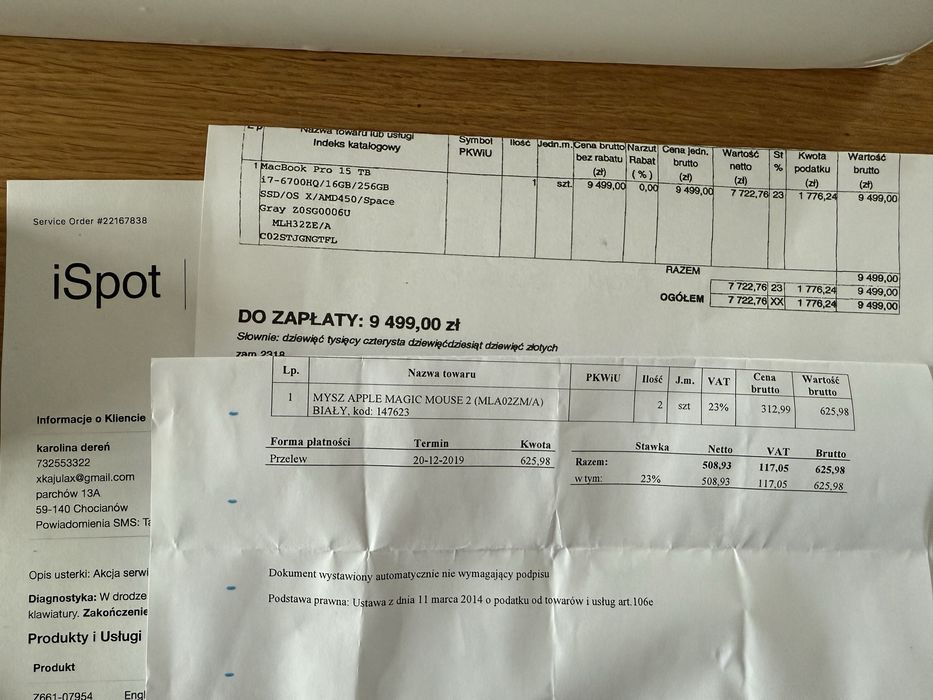 Lp
Nazwa towaru lub usługi
Indeks katalogowy
Symbol
PKWiU
Ilość
Jedn.m.
Cena brutto
bez rabatu
(zł)
Narzut
Rabat
(%)
Cena jedn.
brutto
(zł)
Wartość
netto
(zł)
St
%
Kwota
podatku
(zł)
Wartość
brutto
(zł)
1 MacBook Pro 15 TB 1 szt. 9 499,00 0,00 9 499,00 7 722,76 23 1 776,24 9 499,00
i7-6700HQ/16GB/256GB
SSD/OS X/AMD450/Space
Gray Z0SG0006U
MLH32ZE/A
C02STJGNGTFL
RAZEM 9 499,00
7 722,76 23 1 776,24 9 499,00
OGÓŁEM 7 722,76 XX 1 776,24 9 499,00
DO ZAPŁATY: 9 499,00 zł
Słownie: dziewięć tysięcy czterysta dziewięćdziesiąt dziewięć złotych
zam 2318
Service Order #22167838
iSpot
Informacje o Kliencie
karolina dereń
732553322
xkajulax@gmail.com
parchów 13A
59-140 Chocianów
Powiadomienia SMS:
Opis usterki: Akcja
Diagnostyka: W drodze
klawiatury. Zakończenie
Produkty i Usługi
Produkt
Z661-07954
Lp. Nazwa towaru PKWiU Ilość J.m. VAT Cena brutto Wartość brutto
1 MYSZ APPLE MAGIC MOUSE 2 (MLA02ZM/A) 2 szt 23% 312,99 625,98
BIAŁY, kod: 147623
Forma płatności Termin Kwota
Przelew 20-12-2019 625,98
Stawka Netto VAT Brutto
Razem: 508,93 117,05 625,98
w tym: 23% 508,93 117,05 625,98
Dokument wystawiony automatycznie nie wymagający podpisu
Podstawa prawna: Ustawa z dnia 11 marca 2014 o podatku od towarów i usług art.106e